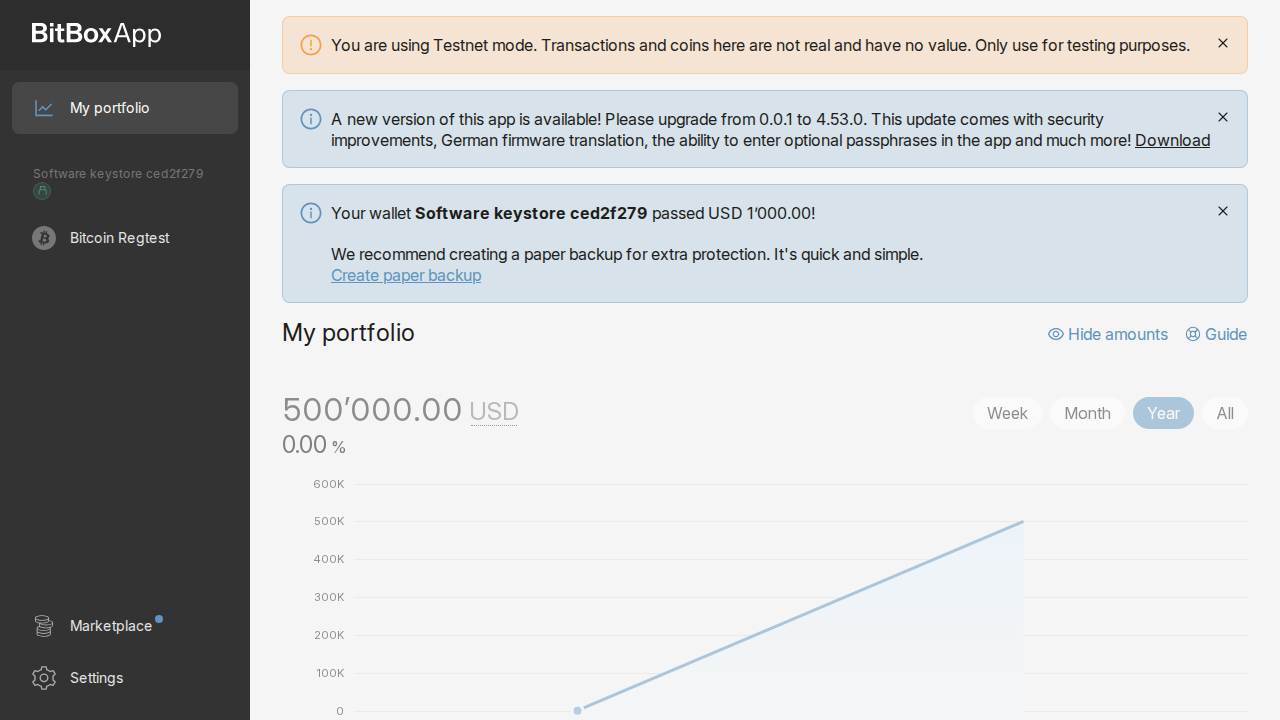 BitBoxApp
My portfolio
Software keystore ced2f279
Bitcoin Regtest
Marketplace
Settings
You are using Testnet mode. Transactions and coins here are not real and have no value. Only use for testing purposes.
A new version of this app is available! Please upgrade from 0.0.1 to 4.53.0. This update comes with security
improvements, German firmware translation, the ability to enter optional passphrases in the app and much more! Download
Your wallet Software keystore ced2f279 passed USD 1’000.00!
We recommend creating a paper backup for extra protection. It's quick and simple.
Create paper backup
My portfolio
Hide amounts
Guide
500’000.00 USD
0.00 %
Week
Month
Year
All
600K
500K
400K
300K
200K
100K
0